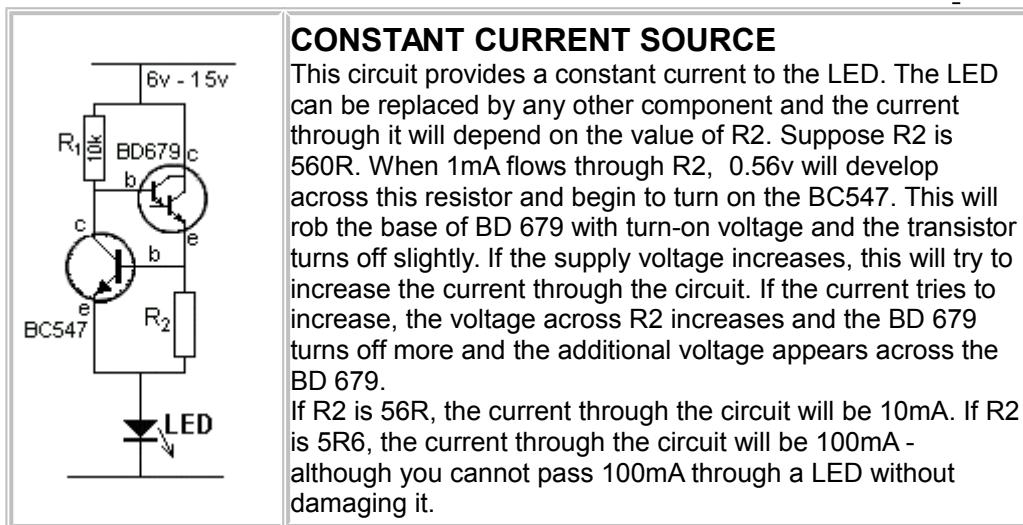 CONSTANT CURRENT SOURCE
This circuit provides a constant current to the LED. The LED
can be replaced by any other component and the current
through it will depend on the value of R2. Suppose R2 is
560R. When 1mA flows through R2,  0.56v will develop
across this resistor and begin to turn on the BC547. This will
rob the base of BD 679 with turn-on voltage and the transistor
turns off slightly. If the supply voltage increases, this will try to
increase the current through the circuit. If the current tries to
increase, the voltage across R2 increases and the BD 679
turns off more and the additional voltage appears across the
BD 679.
If R2 is 56R, the current through the circuit will be 10mA. If R2
is 5R6, the current through the circuit will be 100mA -
although you cannot pass 100mA through a LED without
damaging it.
6v - 15v
R1
10k
BD679
c
b
e
c
b
e
BC547
R2
LED